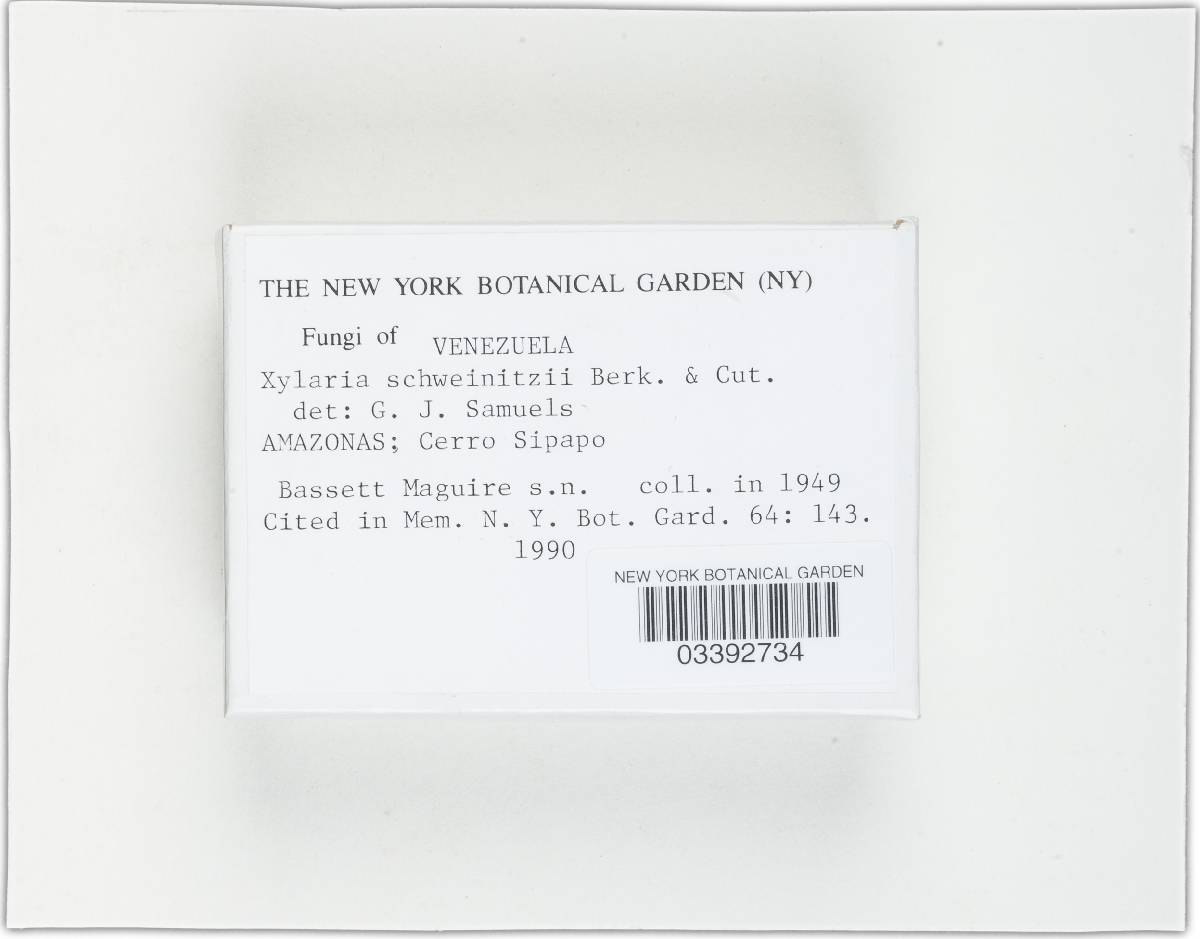 THE NEW YORK BOTANICAL GARDEN (NY)
Fungi of VENEZUELA
Xylaria schweinitzii Berk. & Cut.
det: G. J. Samuels
AMAZONAS; Cerro Sipapo
Bassett Maguire s.n. coll. in 1949
Cited in Mem. N. Y. Bot. Gard. 64: 143.
1990
NEW YORK BOTANICAL GARDEN
03392734